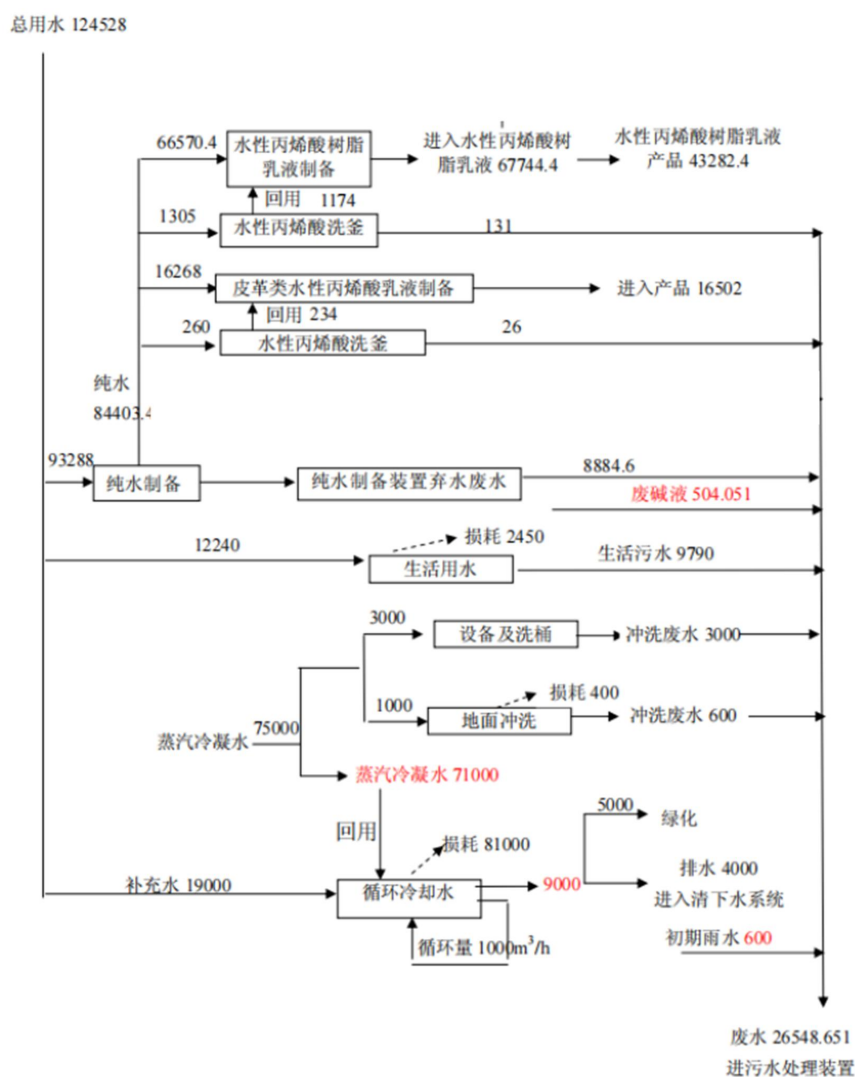 总用水 124528
66570.4
水性丙烯酸树脂
乳液制备
进入水性丙烯酸树
脂乳液 67744.4
水性丙烯酸树脂乳液
产品 43282.4
回用 1174
1305
水性丙烯酸洗釜
131
16268
皮革类水性丙烯酸乳液制备
进入产品 16502
回用 234
260
水性丙烯酸洗釜
26
纯水
84403.4
93288
纯水制备
纯水制备装置弃水废水
8884.6
废碱液 504.051
12240
损耗 2450
生活用水
生活污水 9790
3000
设备及洗桶
冲洗废水 3000
1000
损耗 400
地面冲洗
冲洗废水 600
75000
蒸汽冷凝水
蒸汽冷凝水 71000
回用
损耗 81000
5000
绿化
补充水 19000
循环冷却水
9000
排水 4000
进入清下水系统
循环量 1000m³/h
初期雨水 600
废水 26548.651
进污水处理装置